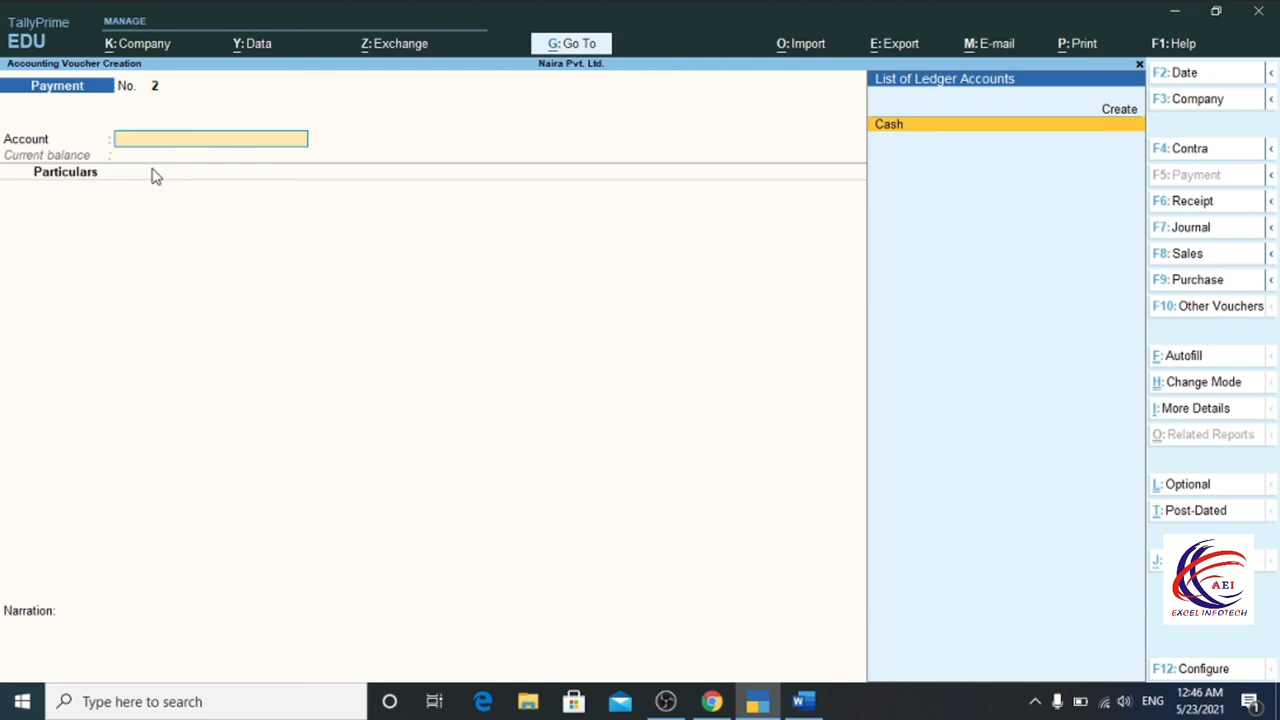 TallyPrime
EDU
MANAGE
K: Company
Y: Data
Z: Exchange
G: Go To
O: Import
E: Export
M: E-mail
P: Print
F1: Help
Accounting Voucher Creation
Naira Pvt. Ltd.
Payment No. 2
Account :
Current balance :
Particulars
Narration:
List of Ledger Accounts
Create
Cash
F2: Date
F3: Company
F4: Contra
F5: Payment
F6: Receipt
F7: Journal
F8: Sales
F9: Purchase
F10: Other Vouchers
F: Autofill
H: Change Mode
I: More Details
O: Related Reports
L: Optional
T: Post-Dated
J:
AEI
EXCEL INFOTECH
F12: Configure
Type here to search
ENG
12:46 AM
5/23/2021
1